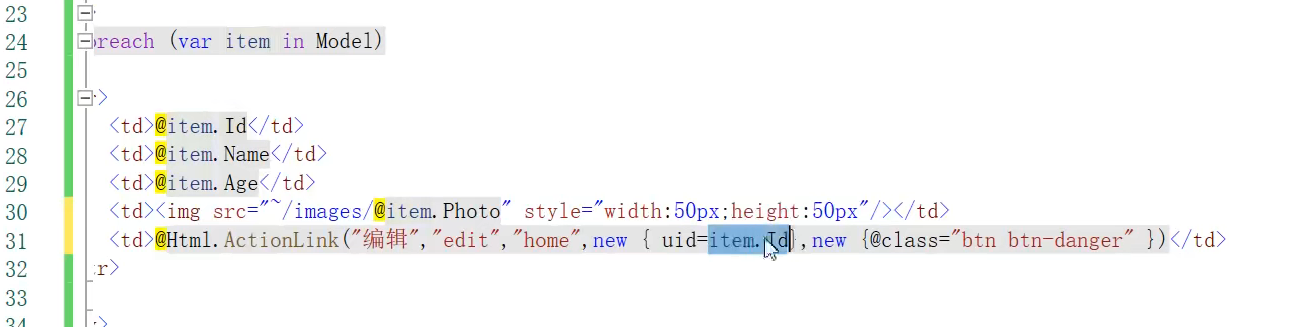 23
24 oreach (var item in Model)
25
26 >
27 <td>@item.Id</td>
28 <td>@item.Name</td>
29 <td>@item.Age</td>
30 <td><img src="~/images/@item.Photo" style="width:50px;height:50px"/></td>
31 <td>@Html.ActionLink("编辑","edit","home",new { uid=item.Id},new {@class="btn btn-danger" })</td>
32 r>
33
34 >